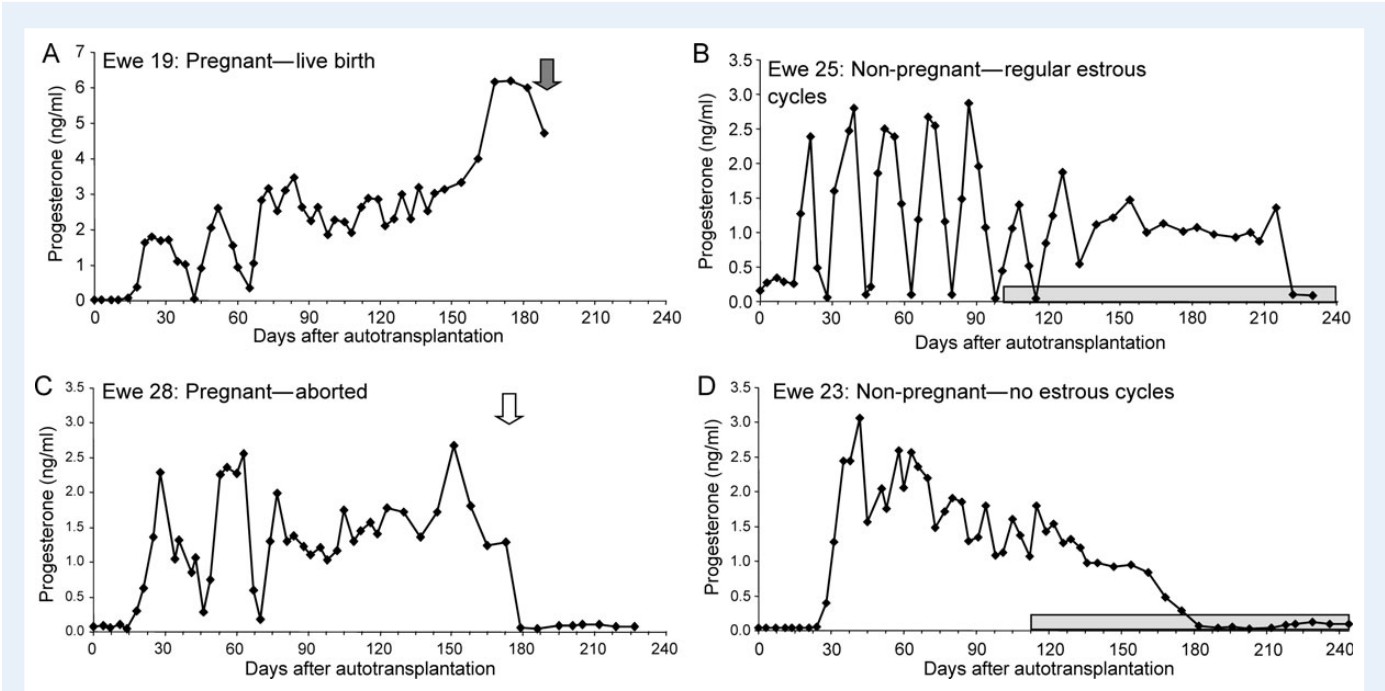 A
Ewe 19: Pregnant—live birth
Progesterone (ng/ml)
7
6
5
4
3
2
1
0
0 30 60 90 120 150 180 210 240
Days after autotransplantation
B
Ewe 25: Non-pregnant—regular estrous
cycles
Progesterone (ng/ml)
3.5
3.0
2.5
2.0
1.5
1.0
0.5
0.0
0 30 60 90 120 150 180 210 240
Days after autotransplantation
C
Ewe 28: Pregnant—aborted
Progesterone (ng/ml)
3.5
3.0
2.5
2.0
1.5
1.0
0.5
0.0
0 30 60 90 120 150 180 210 240
Days after autotransplantation
D
Ewe 23: Non-pregnant—no estrous cycles
Progesterone (ng/ml)
3.5
3.0
2.5
2.0
1.5
1.0
0.5
0.0
0 30 60 90 120 150 180 210 240
Days after autotransplantation